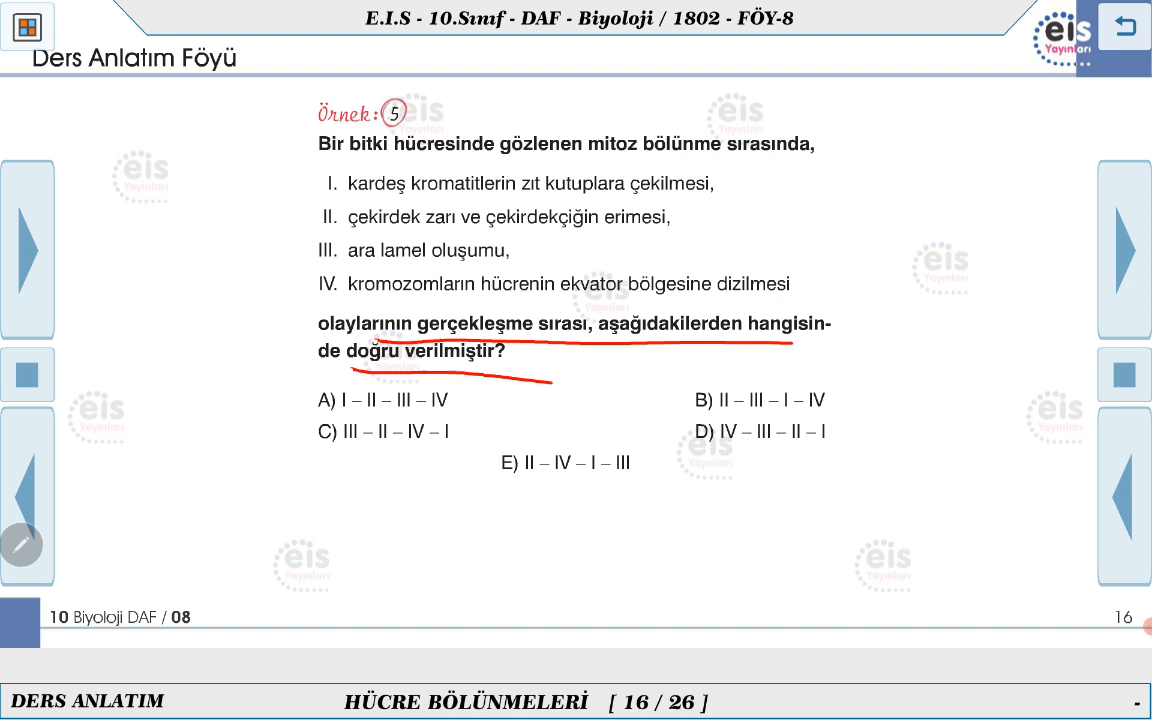 E.I.S - 10.Sınıf - DAF - Biyoloji / 1802 - FÖY-8
eis
Yayınları
Ders Anlatım Föyü
Örnek: 5
Bir bitki hücresinde gözlenen mitoz bölünme sırasında,
I. kardeş kromatitlerin zıt kutuplara çekilmesi,
II. çekirdek zarı ve çekirdekçiğin erimesi,
III. ara lamel oluşumu,
IV. kromozomların hücrenin ekvator bölgesine dizilmesi
olaylarının gerçekleşme sırası, aşağıdakilerden hangisin-
de doğru verilmiştir?
A) I – II – III – IV
B) II – III – I – IV
C) III – II – IV – I
D) IV – III – II – I
E) II – IV – I – III
10 Biyoloji DAF / 08
16
DERS ANLATIM
HÜCRE BÖLÜNMELERİ [ 16 / 26 ]
-